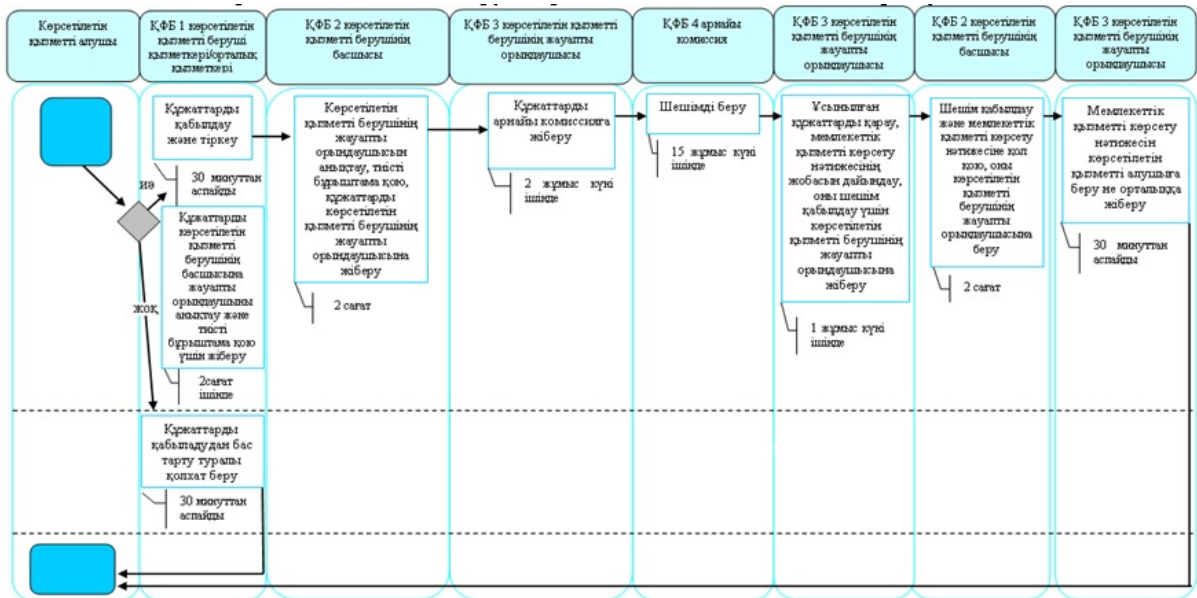 Көрсетілетін
қызметті алушы
ҚФБ 1 көрсетілетін
қызметті беруші
қызметкері/орталық
қызметкері
ҚФБ 2 көрсетілетін
қызметті берушінің
басшысы
ҚФБ 3 көрсетілетін қызметті
берушінің жауапты
орындаушысы
ҚФБ 4 арнайы
комиссия
ҚФБ 3 көрсетілетін
қызметті берушінің
жауапты
орындаушысы
ҚФБ 2 көрсетілетін
қызметті берушінің
басшысы
ҚФБ 3 көрсетілетін
қызметті берушінің
жауапты
орындаушысы
Құжаттарды
қабылдау
және тіркеу
30 минуттан
аспайды
иә
жоқ
Құжаттарды
көрсетілетін
қызметті
берушінің
басшысына
жауапты
орындаушыны
анықтау және
тиісті
бұрыштама қою
үшін жіберу
2сағат
ішінде
Құжаттарды
қабыладудан бас
тарту туралы
қолхат беру
30 минуттан
аспайды
Көрсетілетін
қызметті берушінің
жауапты
орындаушысын
анықтау, тиісті
бұрыштама қою,
құжаттарды
көрсетілетін
қызметті берушінің
жауапты
орындаушысына
жіберу
2 сағат
Құжаттарды
арнайы комиссияға
жіберу
2 жұмыс күні
ішінде
Шешімді беру
15 жұмыс күні
ішінде
Ұсынылған
құжаттарды қарау,
мемлекеттік
қызметті көрсету
нәтижесінің
жобасын дайындау,
оны шешім
қабылдау үшін
көрсетілетін
қызметті берушінің
жауапты
орындаушысына
жіберу
1 жұмыс күні
ішінде
Шешім қабылдау
және мемлекеттік
қызметті көрсету
нәтижесіне қол
қою, оны
көрсетілетін
қызметті
берушінің
жауапты
орындаушысына
беру
2 сағат
Мемлекеттік
қызметті көрсету
нәтижесін
көрсетілетін
қызметті алушыға
беру не орталыққа
жіберу
30 минуттан
аспайды